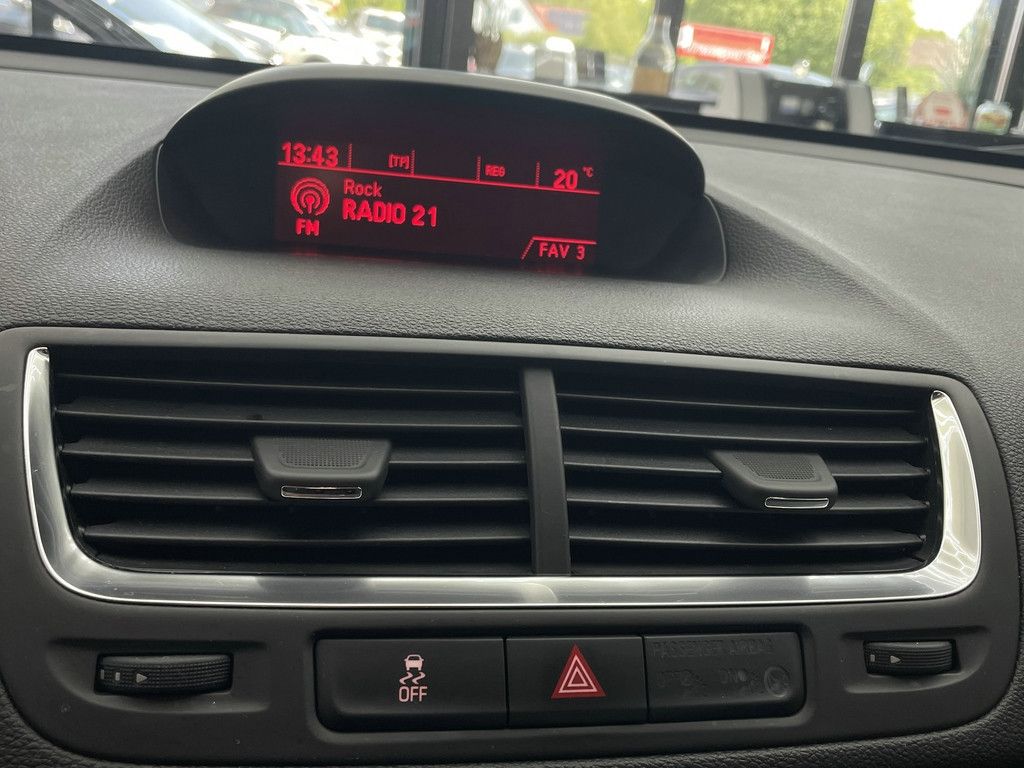 13:43 [TP] REG 20 °C
Rock
RADIO 21
FM
FAV 3
OFF
PASSENGER AIRBAG